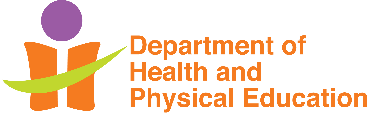 Department of
Health and
Physical Education